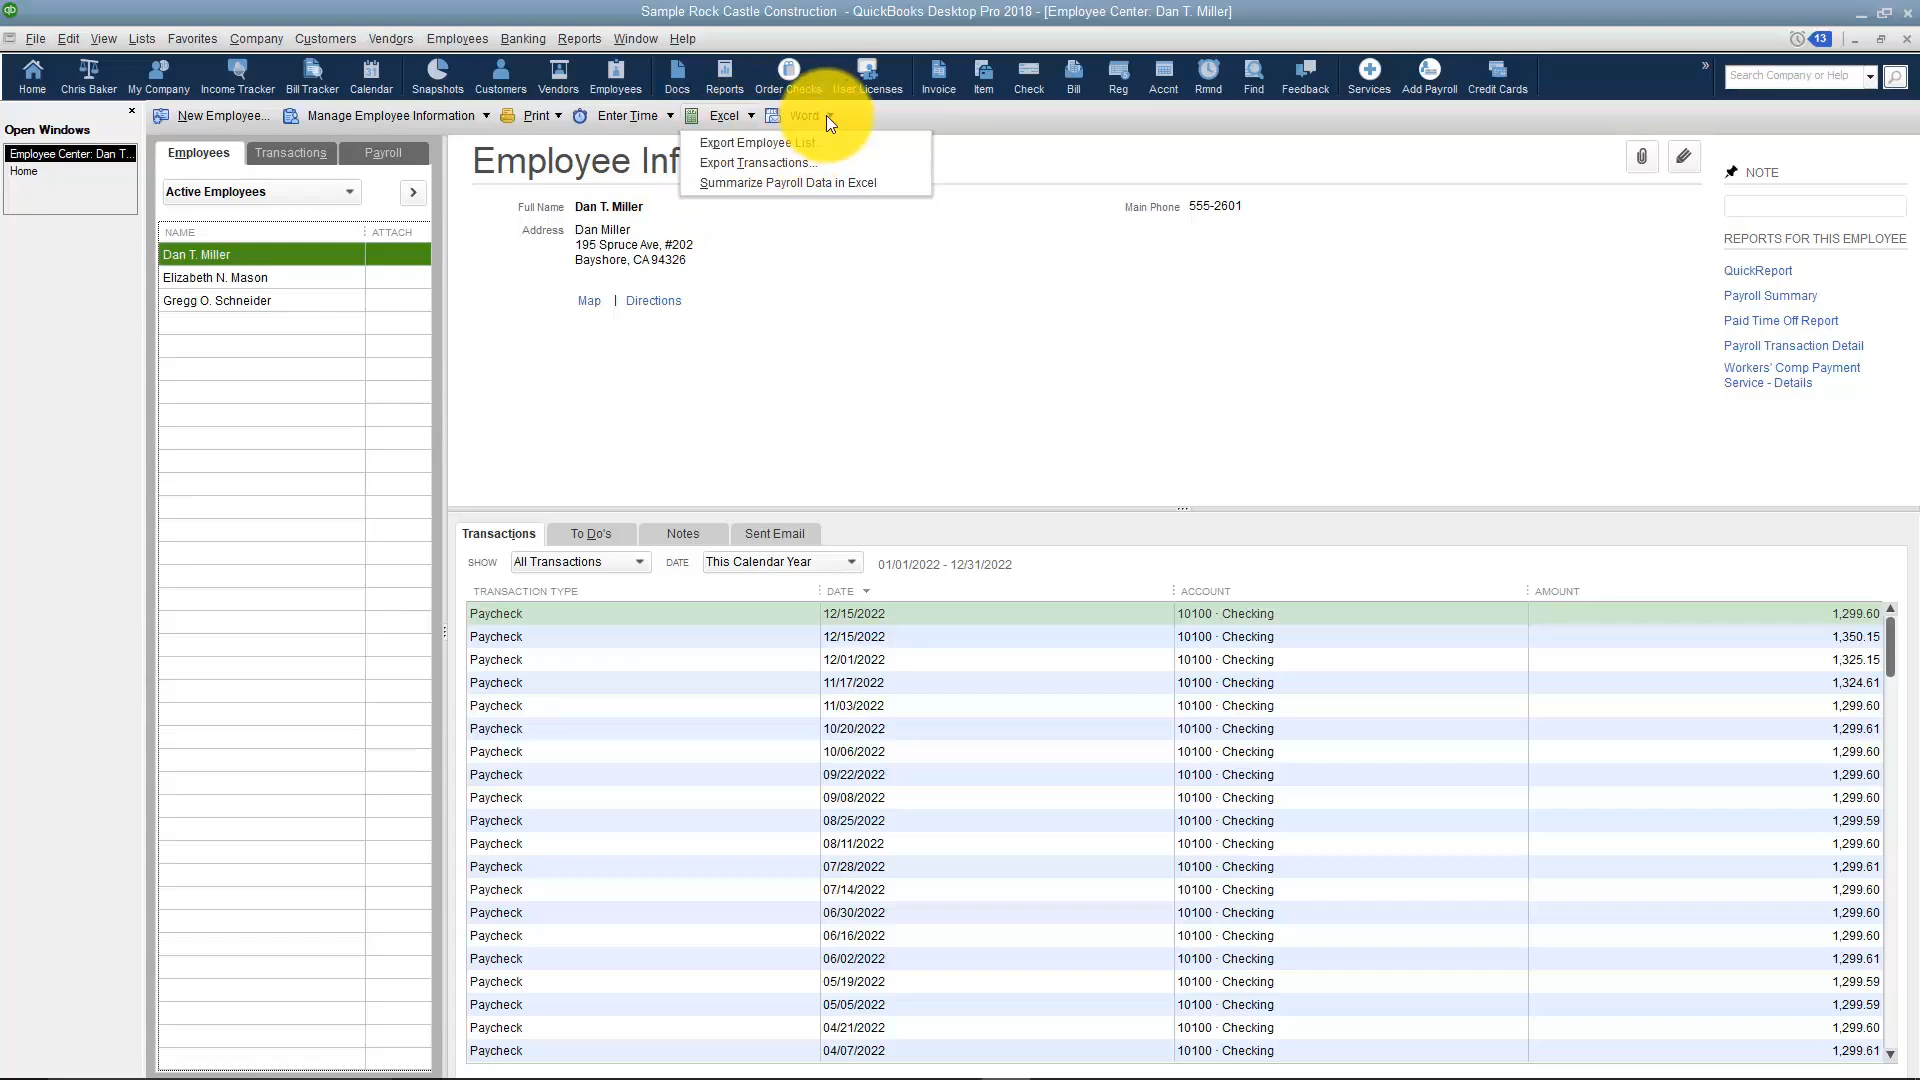 Sample Rock Castle Construction - QuickBooks Desktop Pro 2018 - [Employee Center: Dan T. Miller]
File Edit View Lists Favorites Company Customers Vendors Employees Banking Reports Window Help
13
Home Chris Baker My Company Income Tracker Bill Tracker Calendar Snapshots Customers Vendors Employees Docs Reports Order Checks User Licenses Invoice Item Check Bill Reg Accnt Rmnd Find Feedback Services Add Payroll Credit Cards
Search Company or Help
New Employee... Manage Employee Information Print Enter Time Excel Word
Open Windows
Employee Center: Dan T...
Home
Employees Transactions Payroll
Active Employees
NAME ATTACH
Dan T. Miller
Elizabeth N. Mason
Gregg O. Schneider
Export Employee List...
Export Transactions...
Summarize Payroll Data in Excel
Employee Inf
Full Name Dan T. Miller
Address Dan Miller
195 Spruce Ave, #202
Bayshore, CA 94326
Main Phone 555-2601
Map | Directions
NOTE
REPORTS FOR THIS EMPLOYEE
QuickReport
Payroll Summary
Paid Time Off Report
Payroll Transaction Detail
Workers' Comp Payment
Service - Details
Transactions To Do's Notes Sent Email
SHOW All Transactions DATE This Calendar Year 01/01/2022 - 12/31/2022
TRANSACTION TYPE DATE ACCOUNT AMOUNT
Paycheck 12/15/2022 10100 · Checking 1,299.60
Paycheck 12/15/2022 10100 · Checking 1,350.15
Paycheck 12/01/2022 10100 · Checking 1,325.15
Paycheck 11/17/2022 10100 · Checking 1,324.61
Paycheck 11/03/2022 10100 · Checking 1,299.60
Paycheck 10/20/2022 10100 · Checking 1,299.61
Paycheck 10/06/2022 10100 · Checking 1,299.60
Paycheck 09/22/2022 10100 · Checking 1,299.60
Paycheck 09/08/2022 10100 · Checking 1,299.60
Paycheck 08/25/2022 10100 · Checking 1,299.59
Paycheck 08/11/2022 10100 · Checking 1,299.60
Paycheck 07/28/2022 10100 · Checking 1,299.61
Paycheck 07/14/2022 10100 · Checking 1,299.60
Paycheck 06/30/2022 10100 · Checking 1,299.60
Paycheck 06/16/2022 10100 · Checking 1,299.60
Paycheck 06/02/2022 10100 · Checking 1,299.61
Paycheck 05/19/2022 10100 · Checking 1,299.59
Paycheck 05/05/2022 10100 · Checking 1,299.59
Paycheck 04/21/2022 10100 · Checking 1,299.60
Paycheck 04/07/2022 10100 · Checking 1,299.61